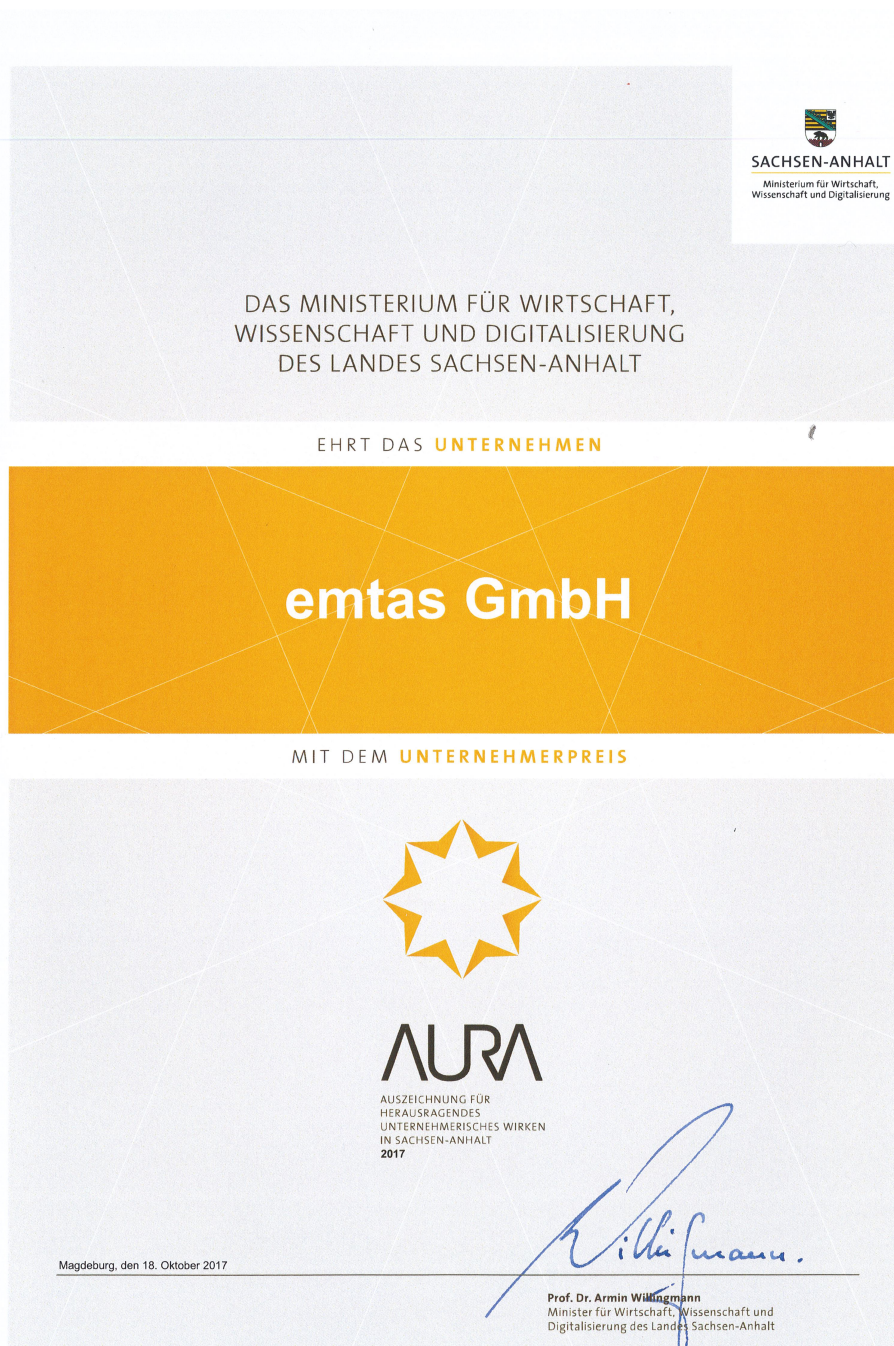 SACHSEN-ANHALT
Ministerium für Wirtschaft,
Wissenschaft und Digitalisierung
DAS MINISTERIUM FÜR WIRTSCHAFT,
WISSENSCHAFT UND DIGITALISIERUNG
DES LANDES SACHSEN-ANHALT
EHRT DAS UNTERNEHMEN
emtas GmbH
MIT DEM UNTERNEHMERPREIS
AURA
AUSZEICHNUNG FÜR
HERAUSRAGENDES
UNTERNEHMERISCHES WIRKEN
IN SACHSEN-ANHALT
2017
Willingmann.
Magdeburg, den 18. Oktober 2017
Prof. Dr. Armin Willingmann
Minister für Wirtschaft, Wissenschaft und
Digitalisierung des Landes Sachsen-Anhalt